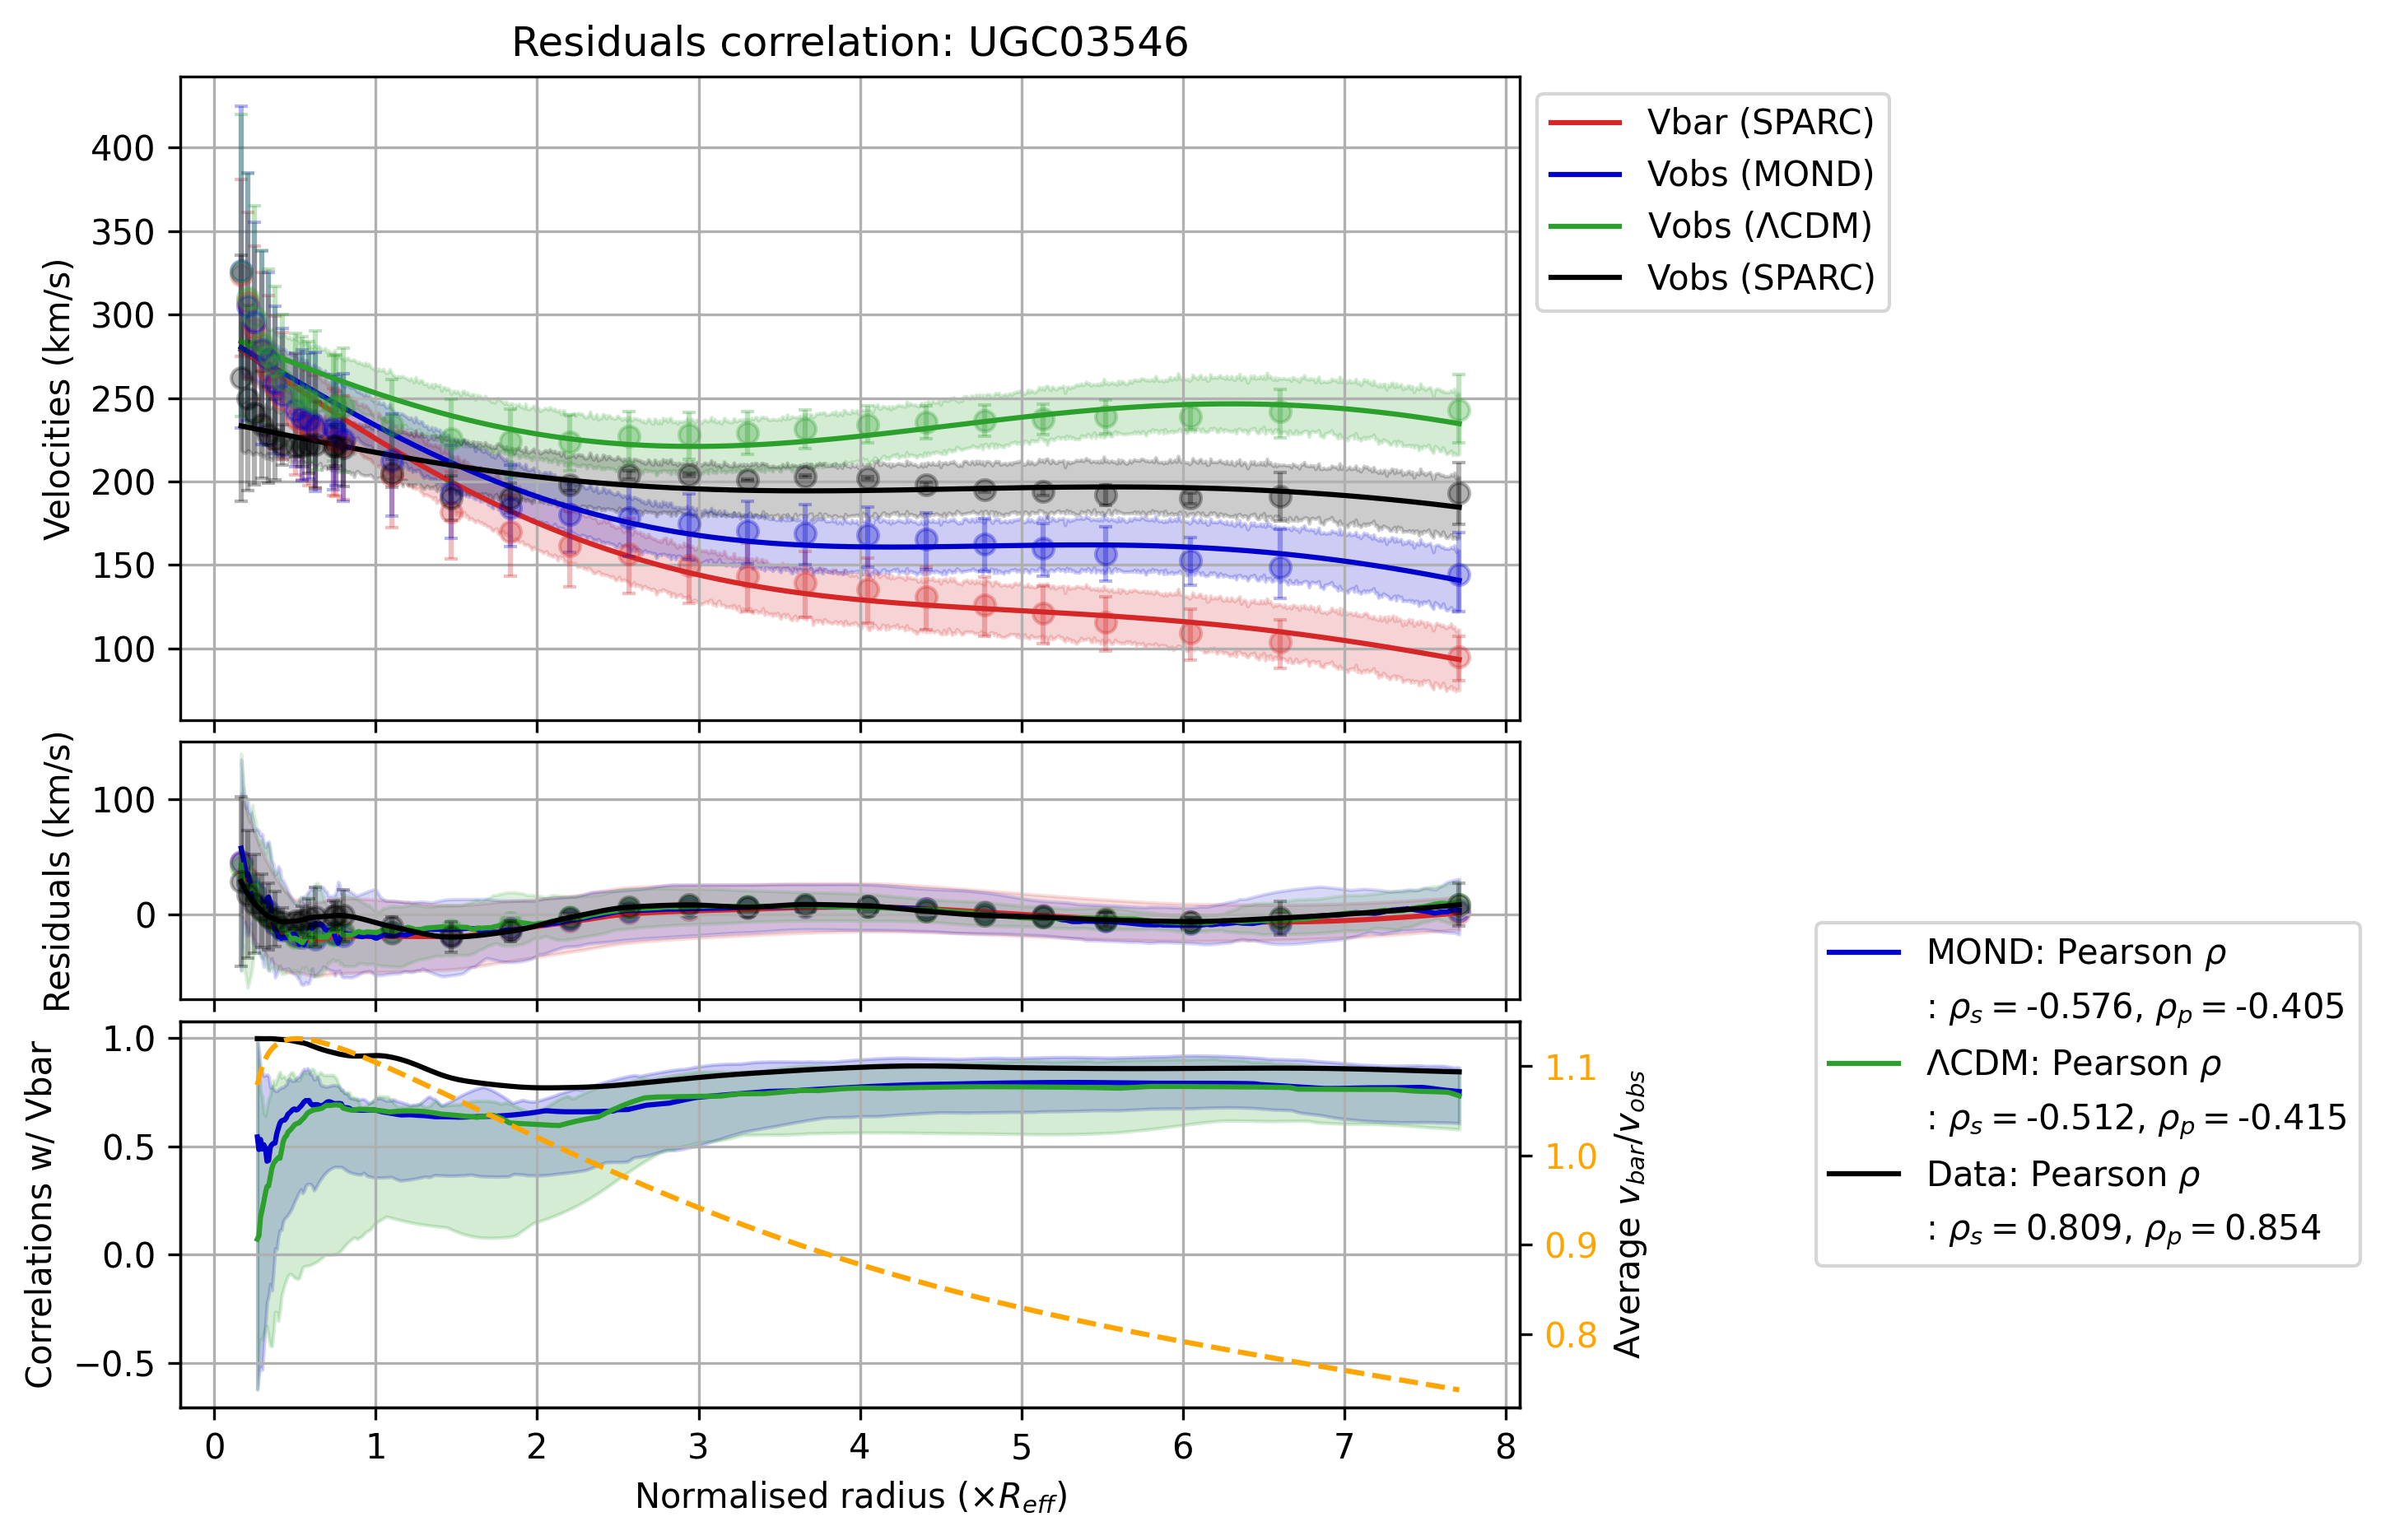 Residuals correlation: UGC03546
Velocities (km/s)
400
350
300
250
200
150
100
Vbar (SPARC)
Vobs (MOND)
Vobs (ΛCDM)
Vobs (SPARC)
Residuals (km/s)
100
0
Correlations w/ Vbar
1.0
0.5
0.0
−0.5
1.1
1.0
0.9
0.8
Average v_bar/v_obs
MOND: Pearson ρ
: ρ_s = -0.576, ρ_p = -0.405
ΛCDM: Pearson ρ
: ρ_s = -0.512, ρ_p = -0.415
Data: Pearson ρ
: ρ_s = 0.809, ρ_p = 0.854
0 1 2 3 4 5 6 7 8
Normalised radius (×R_eff)